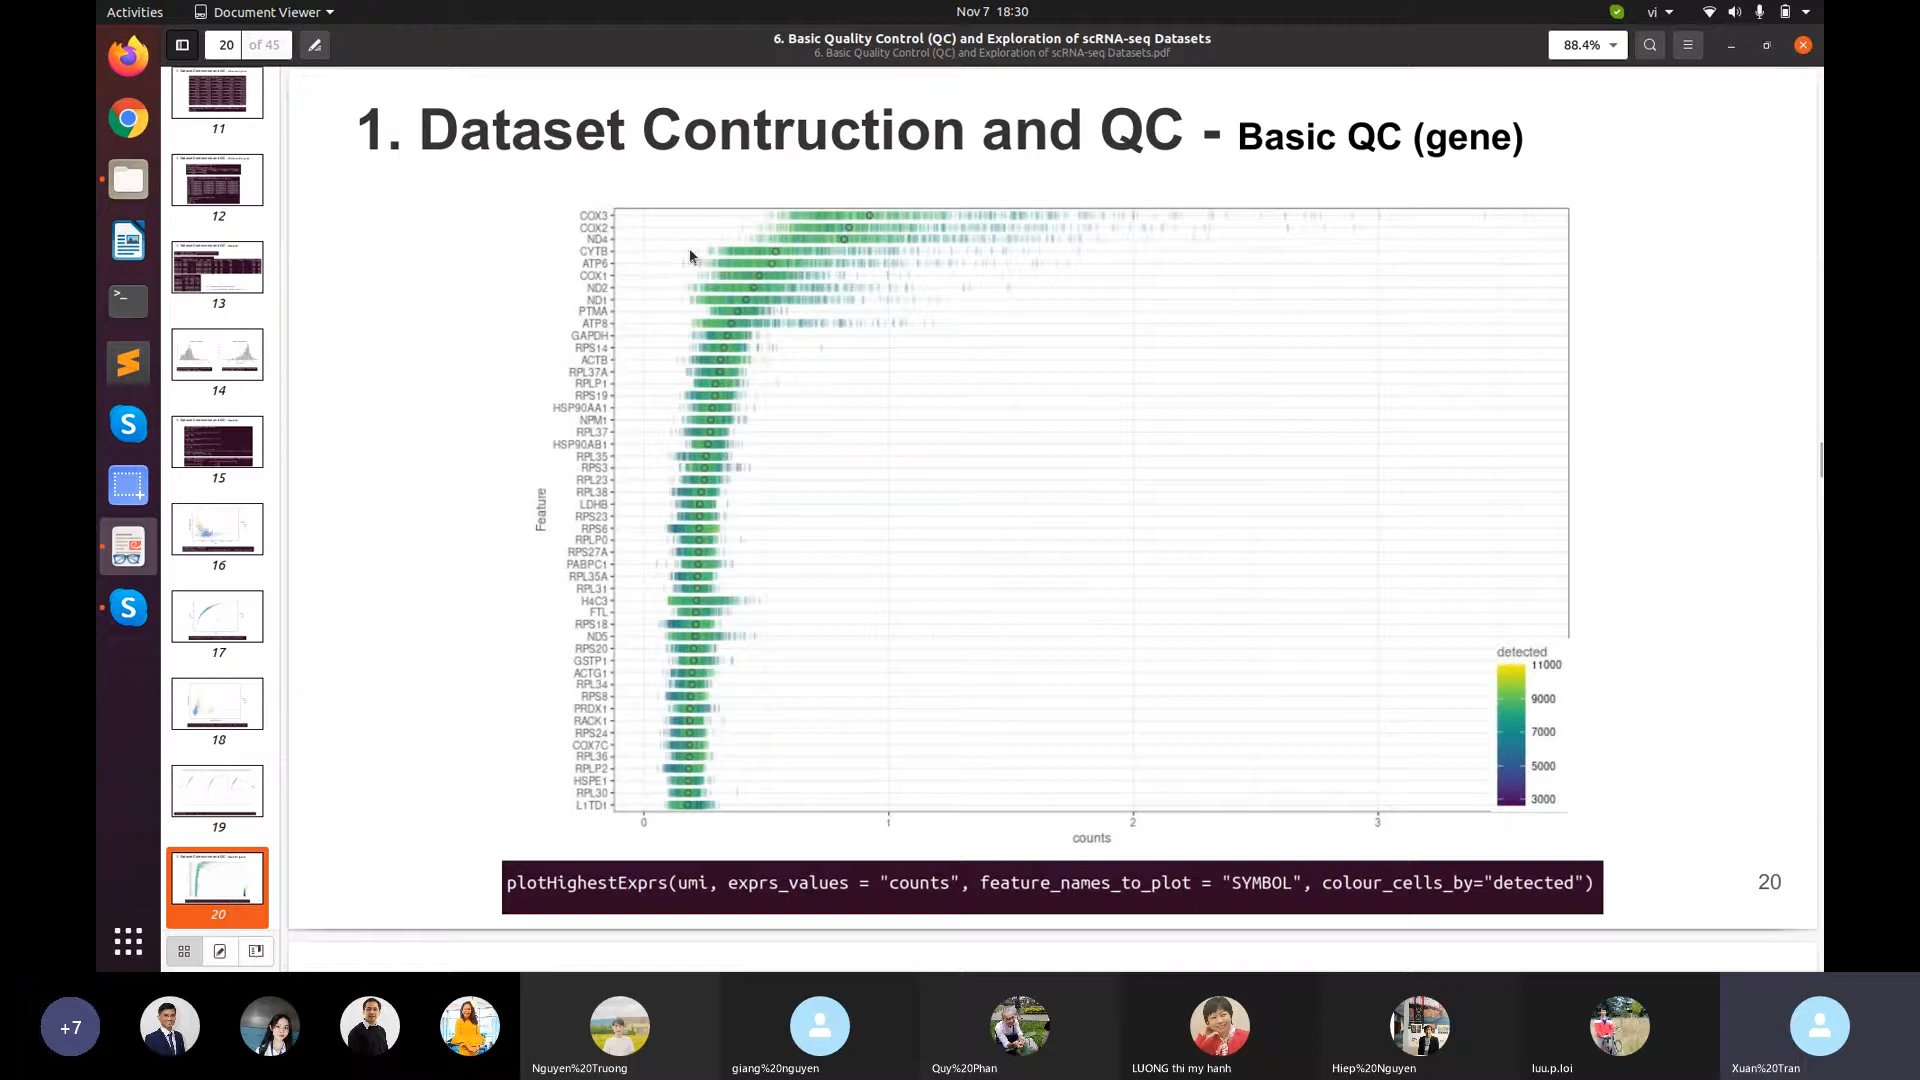 Activities
Document Viewer
Nov 7 18:30
vi
20
of 45
6. Basic Quality Control (QC) and Exploration of scRNA-seq Datasets
6. Basic Quality Control (QC) and Exploration of scRNA-seq Datasets.pdf
88.4%
11
12
13
14
15
16
17
18
19
20
1. Dataset Contruction and QC - Basic QC (gene)
Feature
COX3
COX2
ND4
CYTB
ATP6
COX1
ND2
ND1
PTMA
ATP8
GAPDH
RPS14
ACTB
RPL37A
RPLP1
RPS19
HSP90AA1
NPM1
RPL37
HSP90AB1
RPL35
RPS3
RPL23
RPL38
LDHB
RPS23
RPS6
RPLP0
RPS27A
PABPC1
RPL35A
RPL31
H4C3
FTL
RPS18
ND5
RPS20
GSTP1
ACTG1
RPL34
RPS8
PRDX1
RACK1
RPS24
COX7C
RPL36
RPLP2
HSPE1
RPL30
L1TD1
0
1
2
3
counts
detected
11000
9000
7000
5000
3000
plotHighestExprs(umi, exprs_values = "counts", feature_names_to_plot = "SYMBOL", colour_cells_by="detected")
20
+7
Nguyen%20Truong
giang%20nguyen
Quy%20Phan
LUONG thi my hanh
Hiep%20Nguyen
luu.p.loi
Xuan%20Tran